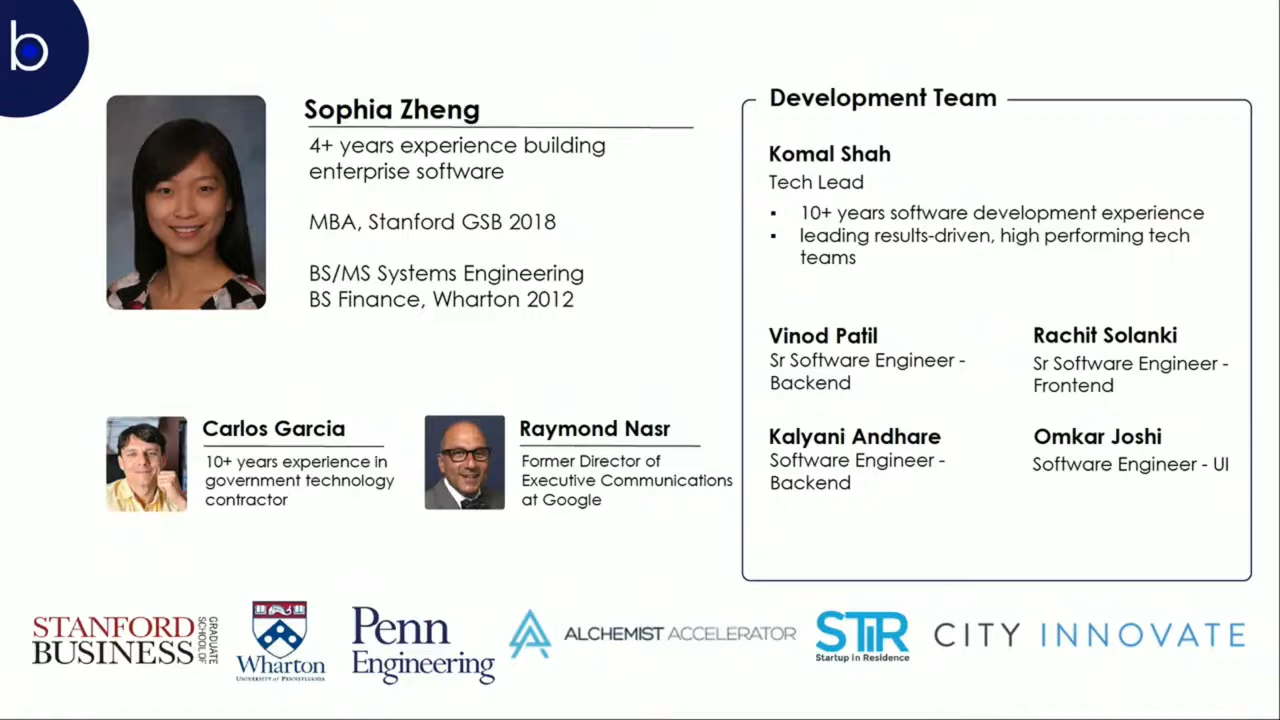 b
Sophia Zheng
4+ years experience building
enterprise software
MBA, Stanford GSB 2018
BS/MS Systems Engineering
BS Finance, Wharton 2012
Carlos Garcia
10+ years experience in
government technology
contractor
Raymond Nasr
Former Director of
Executive Communications
at Google
Development Team
Komal Shah
Tech Lead
▪ 10+ years software development experience
▪ leading results-driven, high performing tech
teams
Vinod Patil
Sr Software Engineer -
Backend
Rachit Solanki
Sr Software Engineer -
Frontend
Kalyani Andhare
Software Engineer -
Backend
Omkar Joshi
Software Engineer - UI
STANFORD
BUSINESS
GRADUATE
SCHOOL OF
Wharton
UNIVERSITY OF PENNSYLVANIA
Penn
Engineering
ALCHEMIST ACCELERATOR
STiR
Startup in Residence
CITY INNOVATE